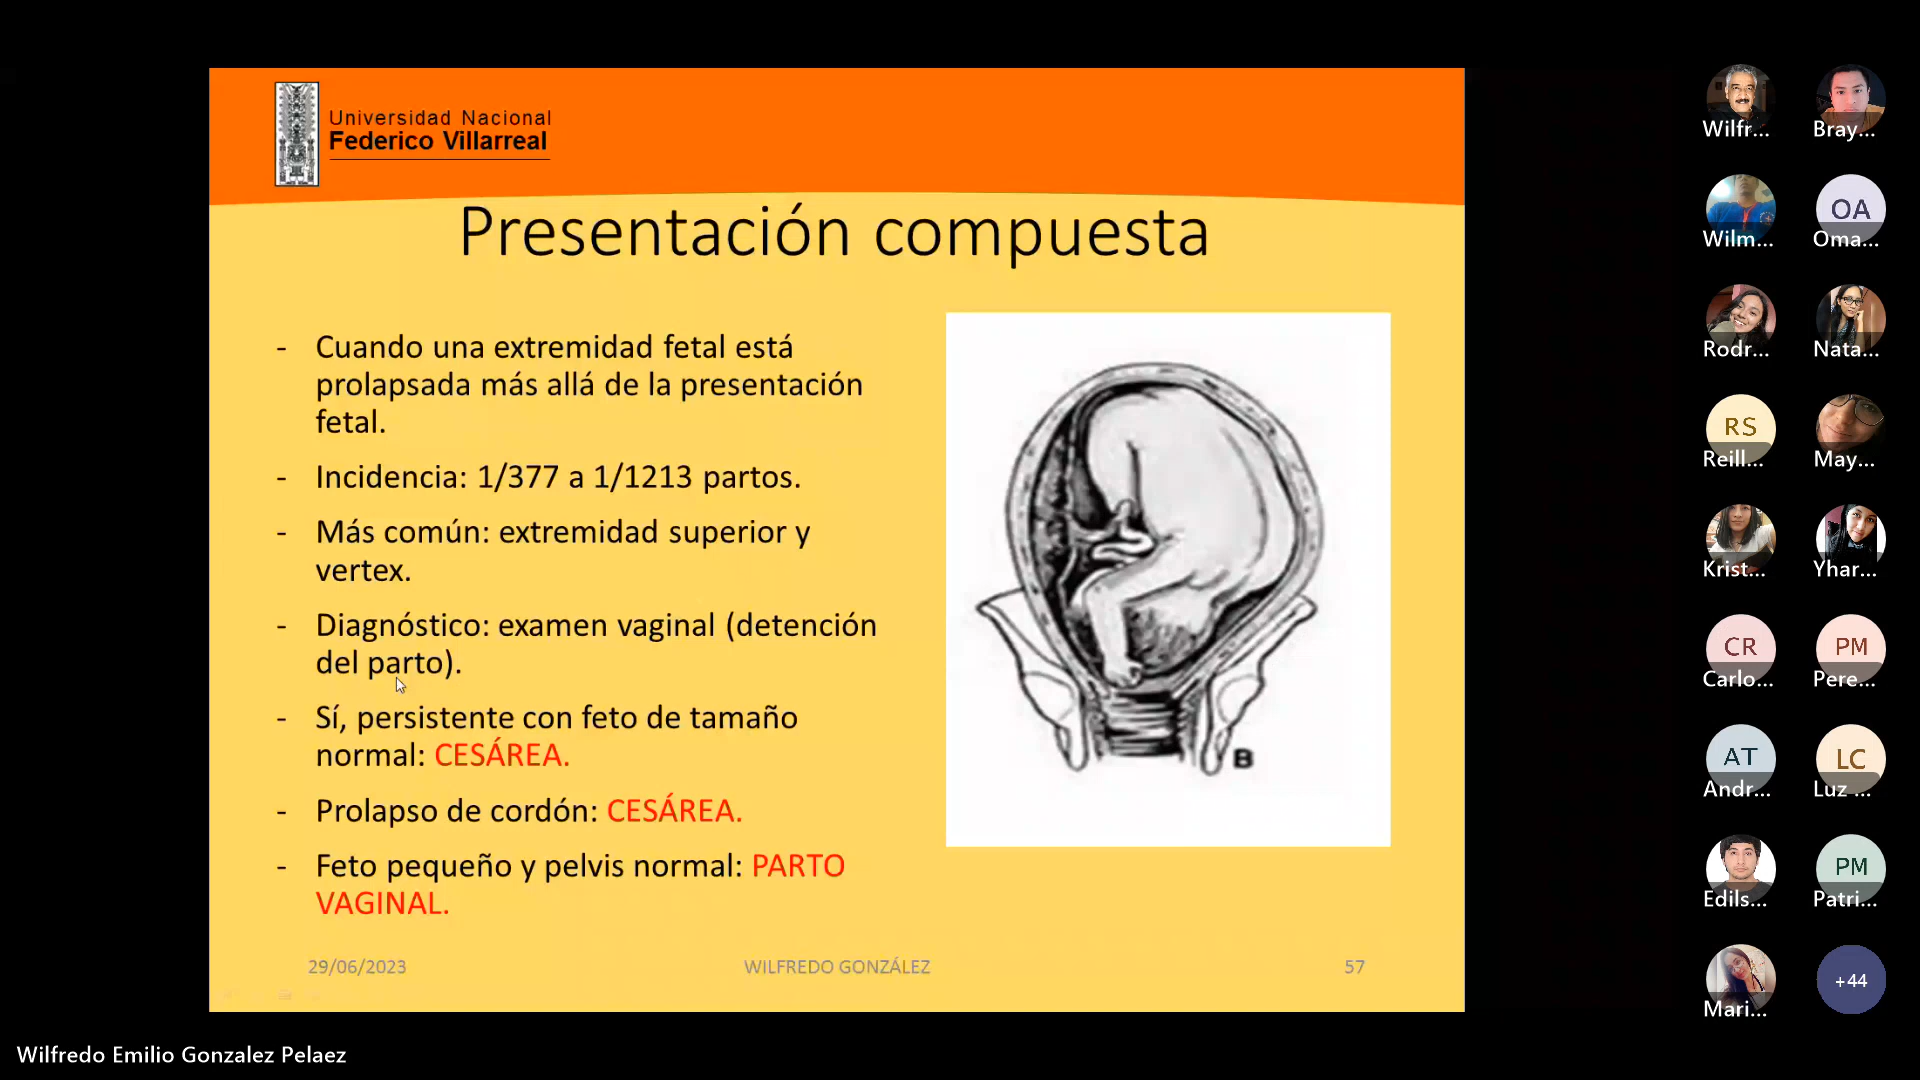 Universidad Nacional
Federico Villarreal
Presentación compuesta
- Cuando una extremidad fetal está
prolapsada más allá de la presentación
fetal.
- Incidencia: 1/377 a 1/1213 partos.
- Más común: extremidad superior y
vertex.
- Diagnóstico: examen vaginal (detención
del parto).
- Sí, persistente con feto de tamaño
normal: CESÁREA.
- Prolapso de cordón: CESÁREA.
- Feto pequeño y pelvis normal: PARTO
VAGINAL.
B
29/06/2023
WILFREDO GONZÁLEZ
57
Wilfr...
Bray...
Wilm...
OA
Oma...
Rodr...
Nata...
RS
Reill...
May...
Krist...
Yhar...
CR
Carlo...
PM
Pere...
AT
Andr...
LC
Luz ...
Edils...
PM
Patri...
Mari...
+44
Wilfredo Emilio Gonzalez Pelaez